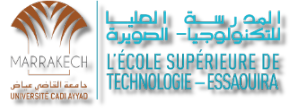 المدرسة العليا
للتكنولوجيا – الصويرة
L'ÉCOLE SUPÉRIEURE DE
TECHNOLOGIE – ESSAOUIRA
MARRAKECH
جامعة القاضي عياض
UNIVERSITÉ CADI AYYAD